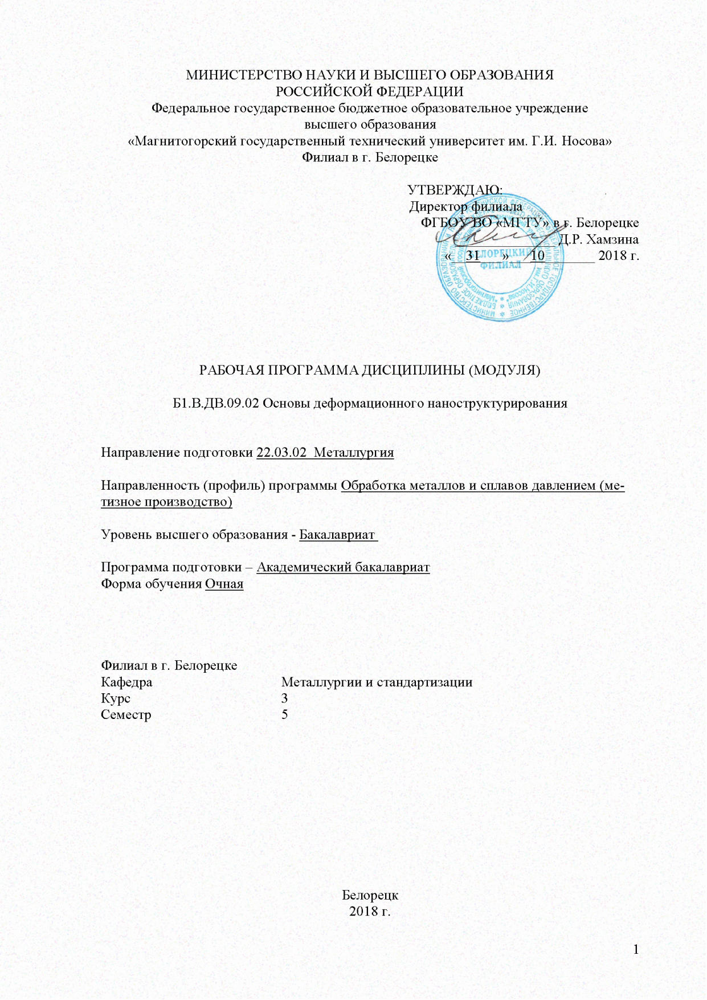 МИНИСТЕРСТВО НАУКИ И ВЫСШЕГО ОБРАЗОВАНИЯ
РОССИЙСКОЙ ФЕДЕРАЦИИ
Федеральное государственное бюджетное образовательное учреждение
высшего образования
«Магнитогорский государственный технический университет им. Г.И. Носова»
Филиал в г. Белорецке
УТВЕРЖДАЮ:
Директор филиала
ФГБОУ ВО «МГТУ» в г. Белорецке
Д.Р. Хамзина
« 31 » 10 2018 г.
БЕЛОРЕЦКИЙ
ФИЛИАЛ
РАБОЧАЯ ПРОГРАММА ДИСЦИПЛИНЫ (МОДУЛЯ)
Б1.В.ДВ.09.02 Основы деформационного наноструктурирования
Направление подготовки 22.03.02 Металлургия
Направленность (профиль) программы Обработка металлов и сплавов давлением (ме-
тизное производство)
Уровень высшего образования - Бакалавриат
Программа подготовки – Академический бакалавриат
Форма обучения Очная
Филиал в г. Белорецке
Кафедра Металлургии и стандартизации
Курс 3
Семестр 5
Белорецк
2018 г.
1